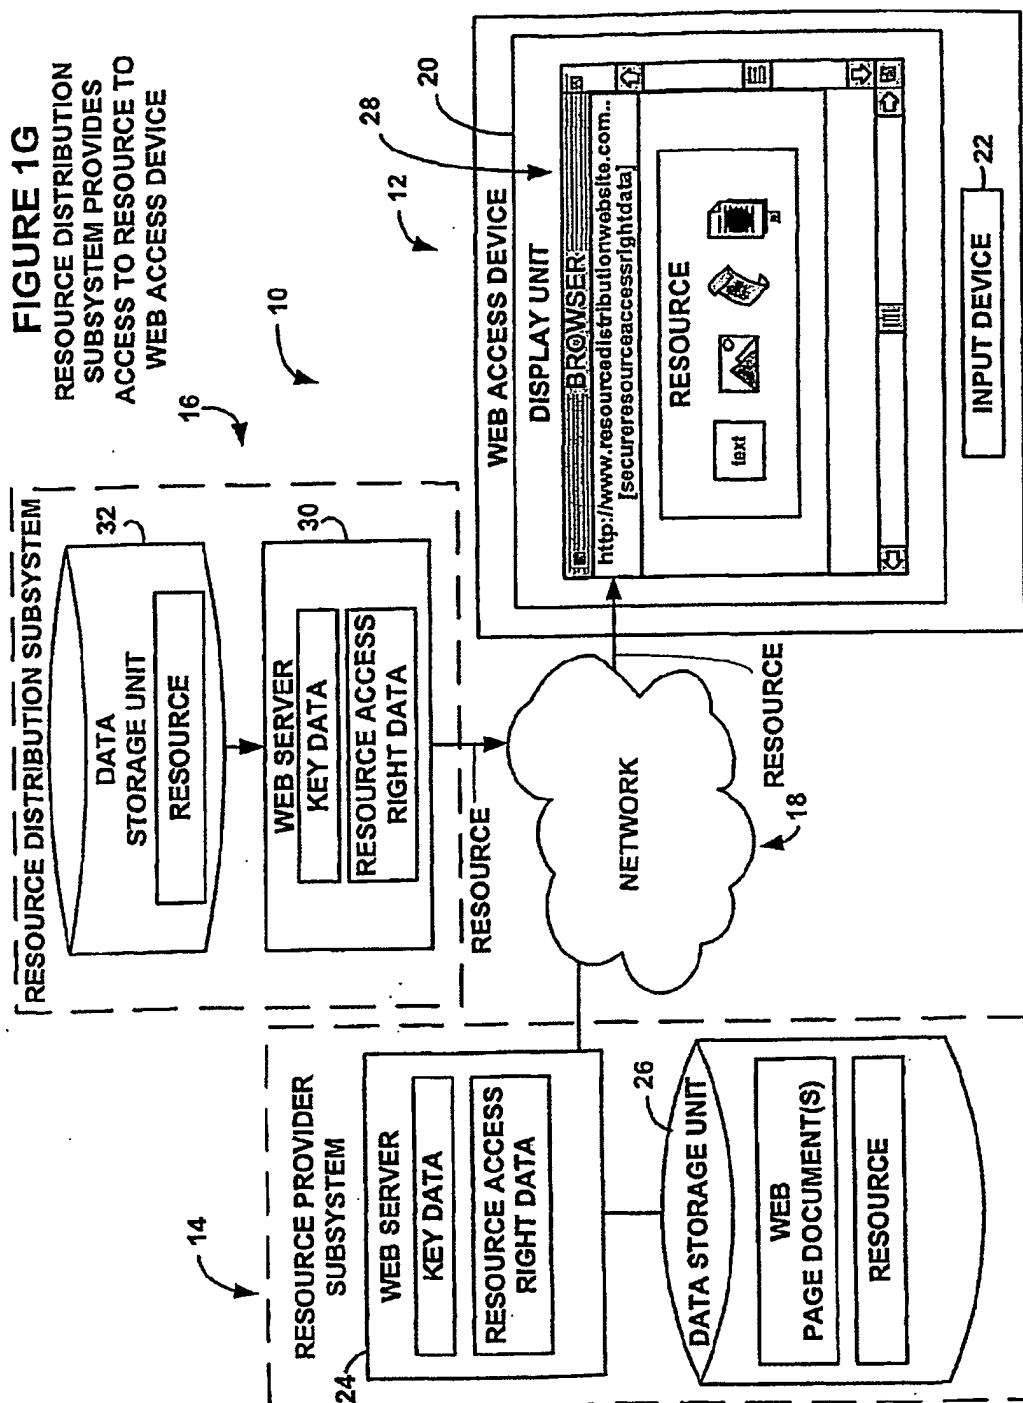 FIGURE 1G
RESOURCE DISTRIBUTION
SUBSYSTEM PROVIDES
ACCESS TO RESOURCE TO
WEB ACCESS DEVICE
10
16
RESOURCE DISTRIBUTION SUBSYSTEM
32
DATA
STORAGE UNIT
RESOURCE
30
WEB SERVER
KEY DATA
RESOURCE ACCESS
RIGHT DATA
RESOURCE
14
RESOURCE PROVIDER
SUBSYSTEM
24
WEB SERVER
KEY DATA
RESOURCE ACCESS
RIGHT DATA
26
DATA STORAGE UNIT
WEB
PAGE DOCUMENT(S)
RESOURCE
NETWORK
18
RESOURCE
12
28
20
WEB ACCESS DEVICE
DISPLAY UNIT
BROWSER
http://www.resourcedistributionwebsite.com..
[secureresourceaccessrightdata]
RESOURCE
text
INPUT DEVICE
22